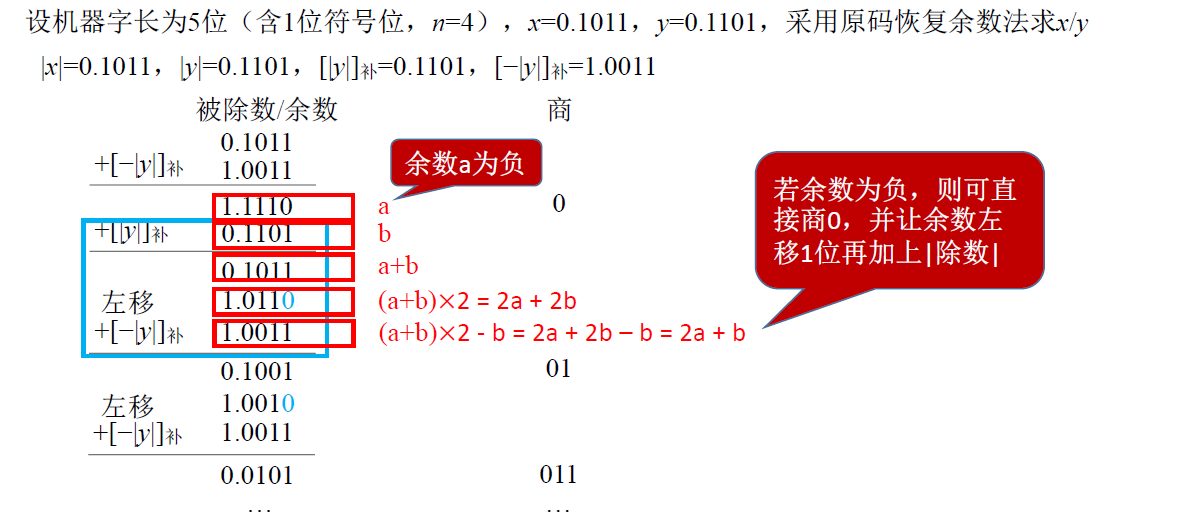 设机器字长为5位（含1位符号位，n=4），x=0.1011，y=0.1101，采用原码恢复余数法求x/y
|x|=0.1011，|y|=0.1101，[|y|]补=0.1101，[−|y|]补=1.0011
被除数/余数 商
0.1011
+[−|y|]补 1.0011
余数a为负
1.1110 a 0
+[|y|]补 0.1101 b
0.1011 a+b
左移 1.0110 (a+b)×2 = 2a + 2b
+[−|y|]补 1.0011 (a+b)×2 - b = 2a + 2b – b = 2a + b
若余数为负，则可直
接商0，并让余数左
移1位再加上|除数|
0.1001 01
左移 1.0010
+[−|y|]补 1.0011
0.0101 011
… …